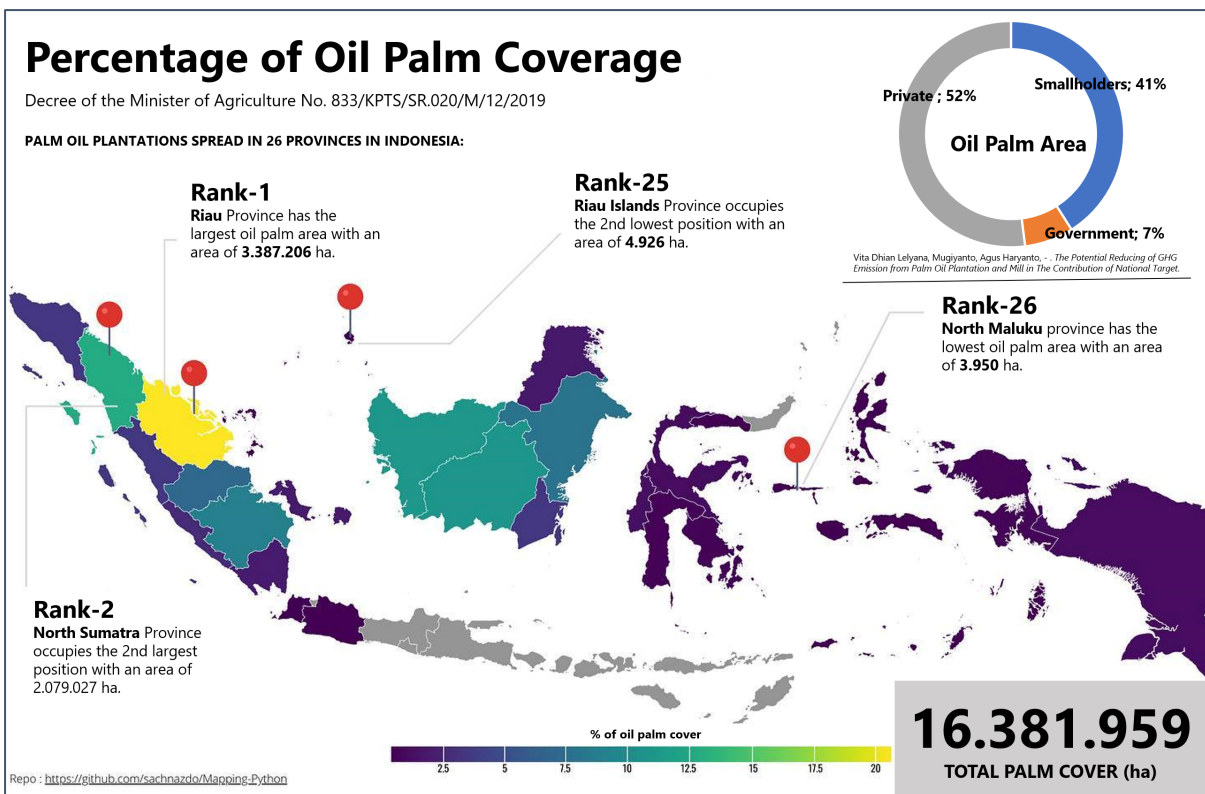 Percentage of Oil Palm Coverage
Decree of the Minister of Agriculture No. 833/KPTS/SR.020/M/12/2019
PALM OIL PLANTATIONS SPREAD IN 26 PROVINCES IN INDONESIA:
Private ; 52%
Smallholders; 41%
Oil Palm Area
Government; 7%
Vita Dhian Lelyana, Mugiyanto, Agus Haryanto, - . The Potential Reducing of GHG
Emission from Palm Oil Plantation and Mill in The Contribution of National Target.
Rank-1
Riau Province has the
largest oil palm area with an
area of 3.387.206 ha.
Rank-25
Riau Islands Province occupies
the 2nd lowest position with an
area of 4.926 ha.
Rank-26
North Maluku province has the
lowest oil palm area with an area
of 3.950 ha.
Rank-2
North Sumatra Province
occupies the 2nd largest
position with an area of
2.079.027 ha.
% of oil palm cover
2.5 5 7.5 10 12.5 15 17.5 20
16.381.959
TOTAL PALM COVER (ha)
Repo : https://github.com/sachnazdo/Mapping-Python